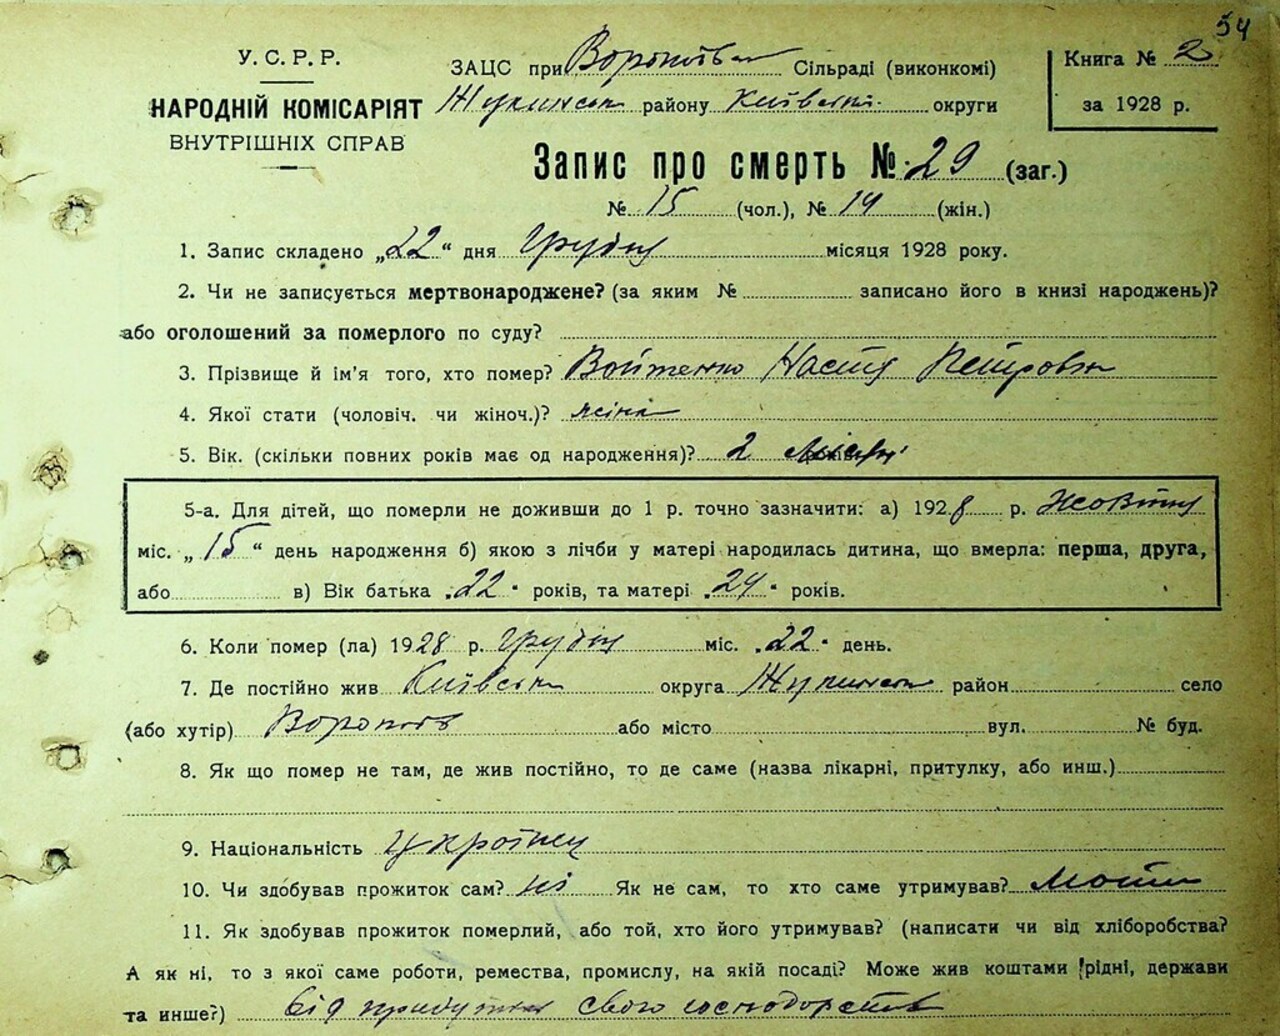 54
У.С.Р.Р.
НАРОДНІЙ КОМІСАРІЯТ
ВНУТРІШНІХ СПРАВ
ЗАЦС при Воропаївськ Сільраді (виконкомі)
Жукинськ району Київської округи
Книга № 2
за 1928 р.
Запис про смерть № 29 (заг.)
№ 15 (чол.), № 14 (жін.)
1. Запис складено „22“ дня Грудня місяця 1928 року.
2. Чи не записується мертвонароджене? (за яким № записано його в книзі народжень)?
або оголошений за померлого по суду?
3. Прізвище й ім'я того, хто помер? Войтенко Настя Петровна
4. Якої стати (чоловіч. чи жіноч.)? жіноч
5. Вік. (скільки повних років має од народження)? 2 місяці
5-а. Для дітей, що померли не доживши до 1 р. точно зазначити: а) 1928 р. Жовтня
міс. „15“ день народження б) якою з лічби у матері народилась дитина, що вмерла: перша, друга,
або в) Вік батька „22“ років, та матері „24“ років.
6. Коли помер (ла) 1928 р. Грудня міс. „22“ день.
7. Де постійно жив Київська округа Жукинськ район село
(або хутір) або місто вул. № буд.
8. Як що помер не там, де жив постійно, то де саме (назва лікарні, притулку, або инш.)
9. Національність Українец
10. Чи здобував прожиток сам? ні Як не сам, то хто саме утримував?
11. Як здобував прожиток померлий, або той, хто його утримував? (написати чи від хліборобства?
А як ні, то з якої саме роботи, ремества, промислу, на якій посаді? Може жив коштами рідні, держави
та инше?) від прибутків свого господарства